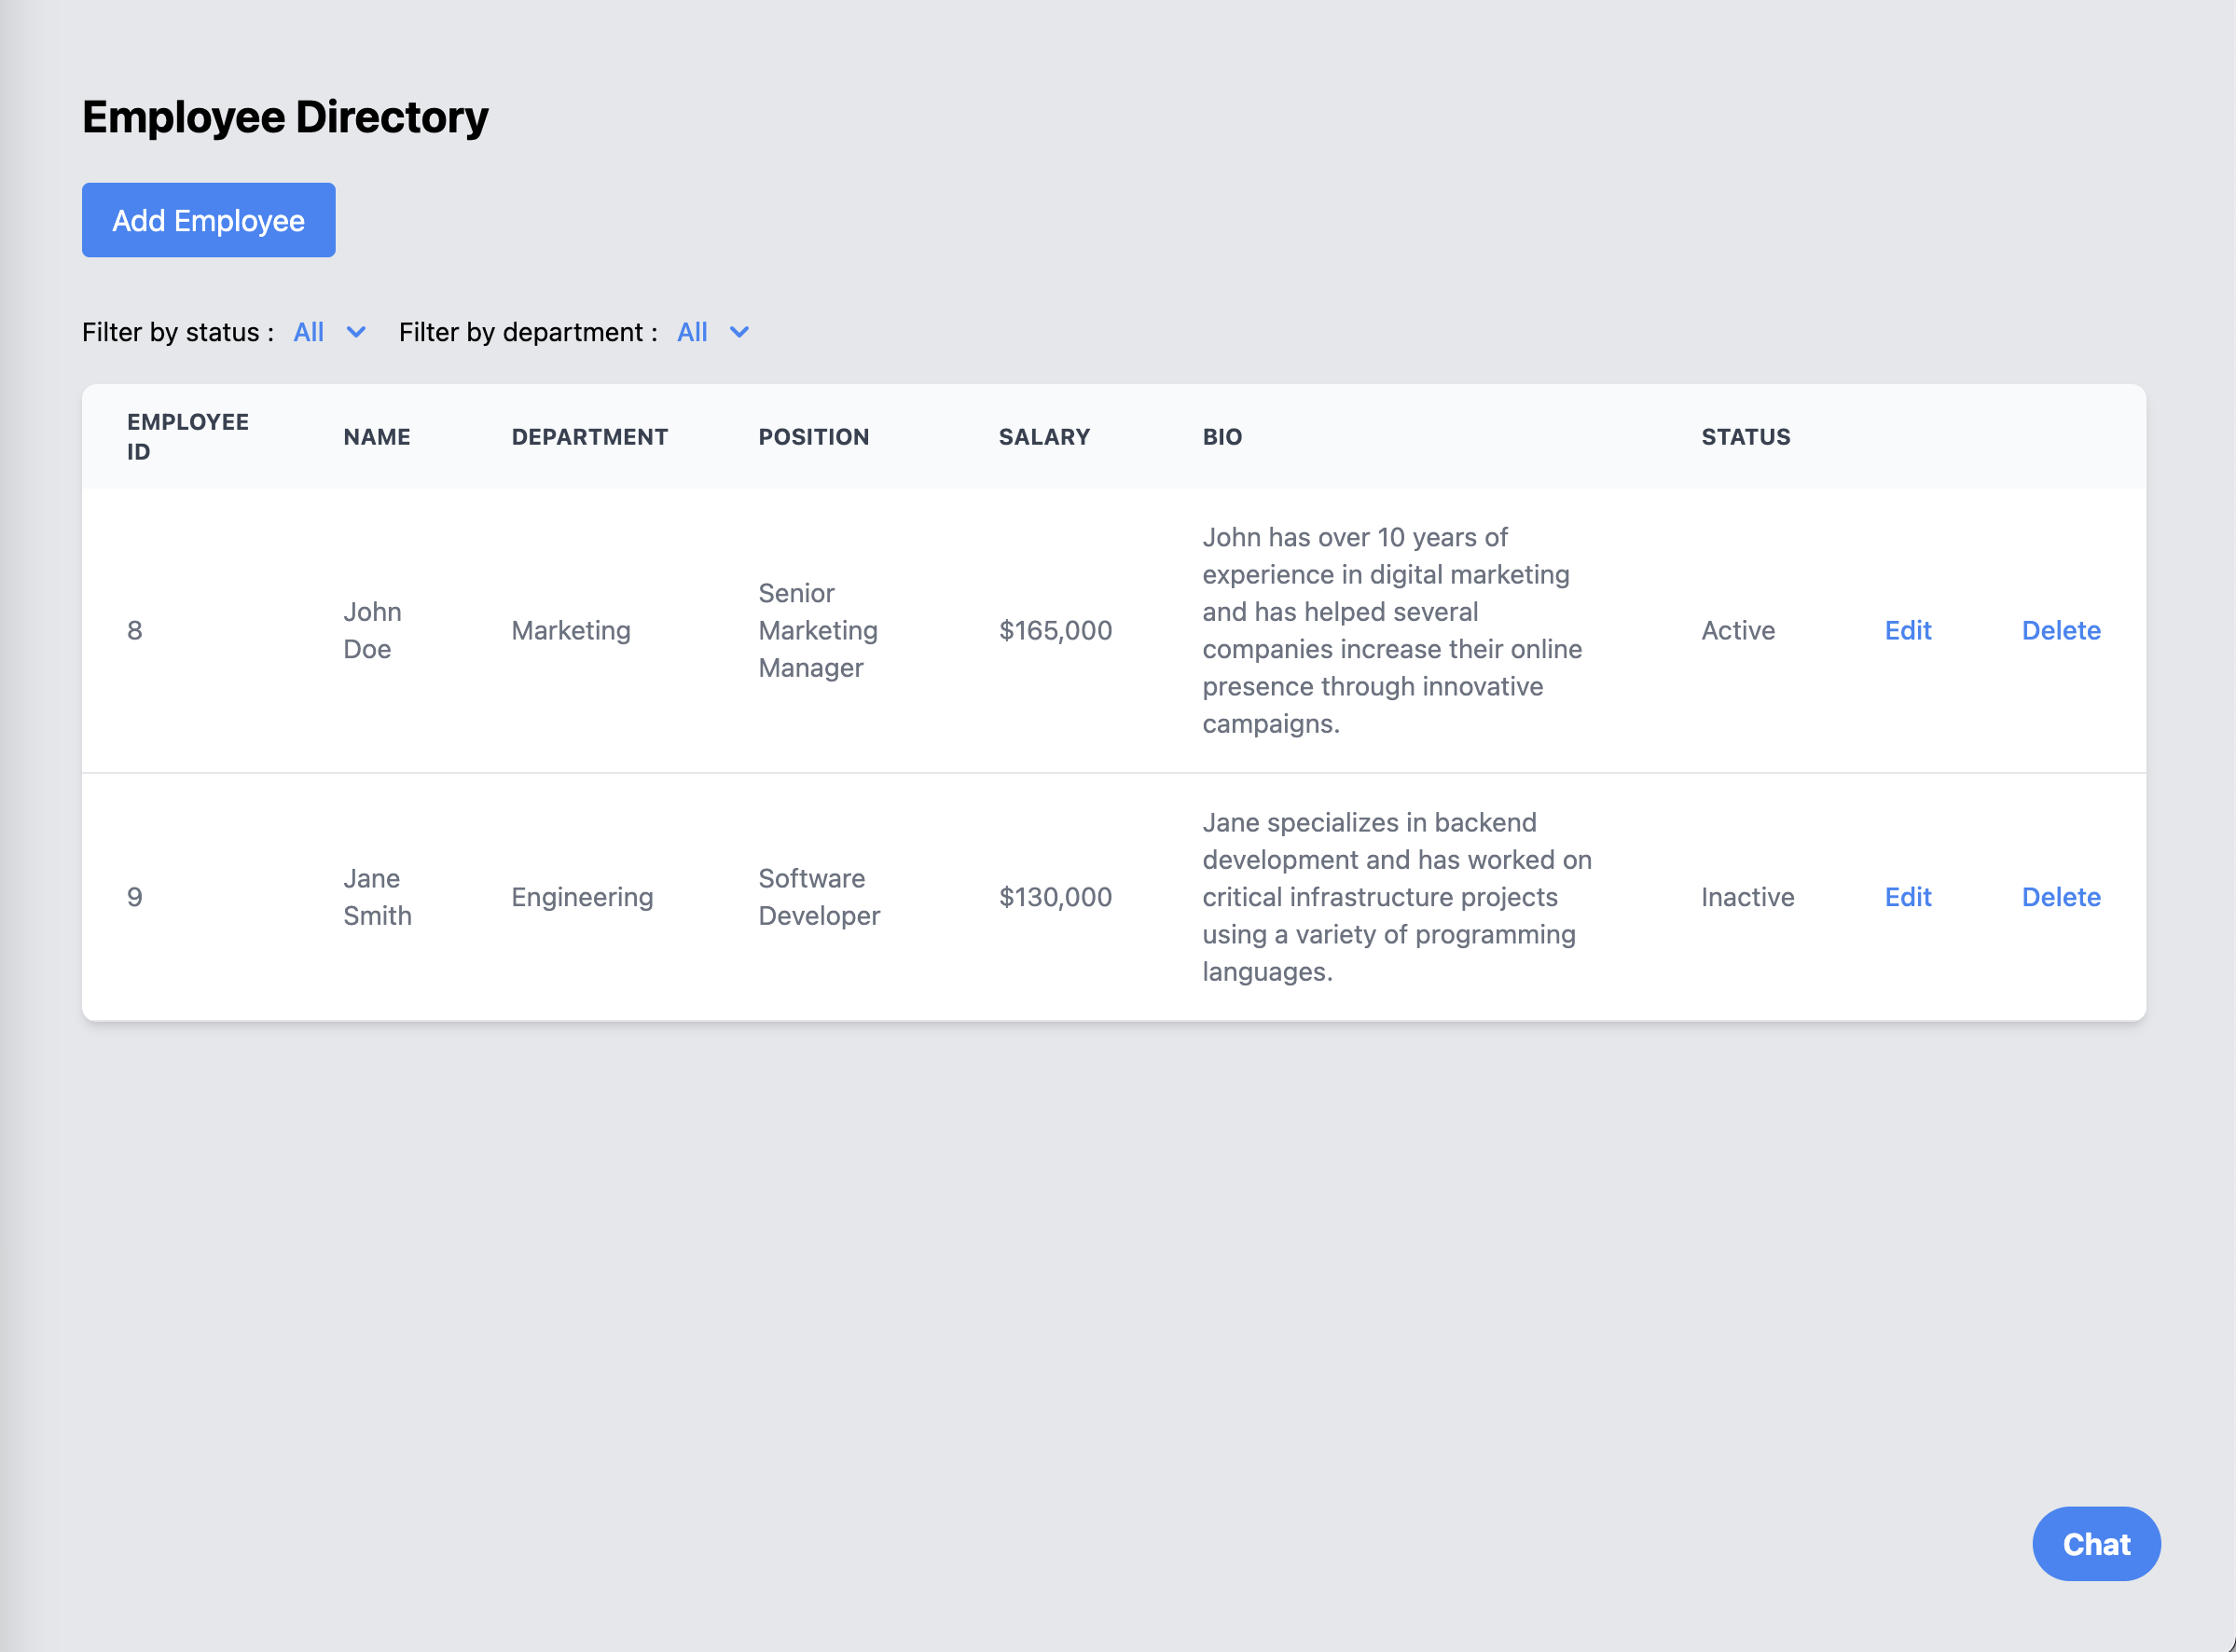 Employee Directory
Add Employee
Filter by status : All Filter by department : All
EMPLOYEE
ID
NAME
DEPARTMENT
POSITION
SALARY
BIO
STATUS
8
John
Doe
Marketing
Senior
Marketing
Manager
$165,000
John has over 10 years of
experience in digital marketing
and has helped several
companies increase their online
presence through innovative
campaigns.
Active
Edit
Delete
9
Jane
Smith
Engineering
Software
Developer
$130,000
Jane specializes in backend
development and has worked on
critical infrastructure projects
using a variety of programming
languages.
Inactive
Edit
Delete
Chat